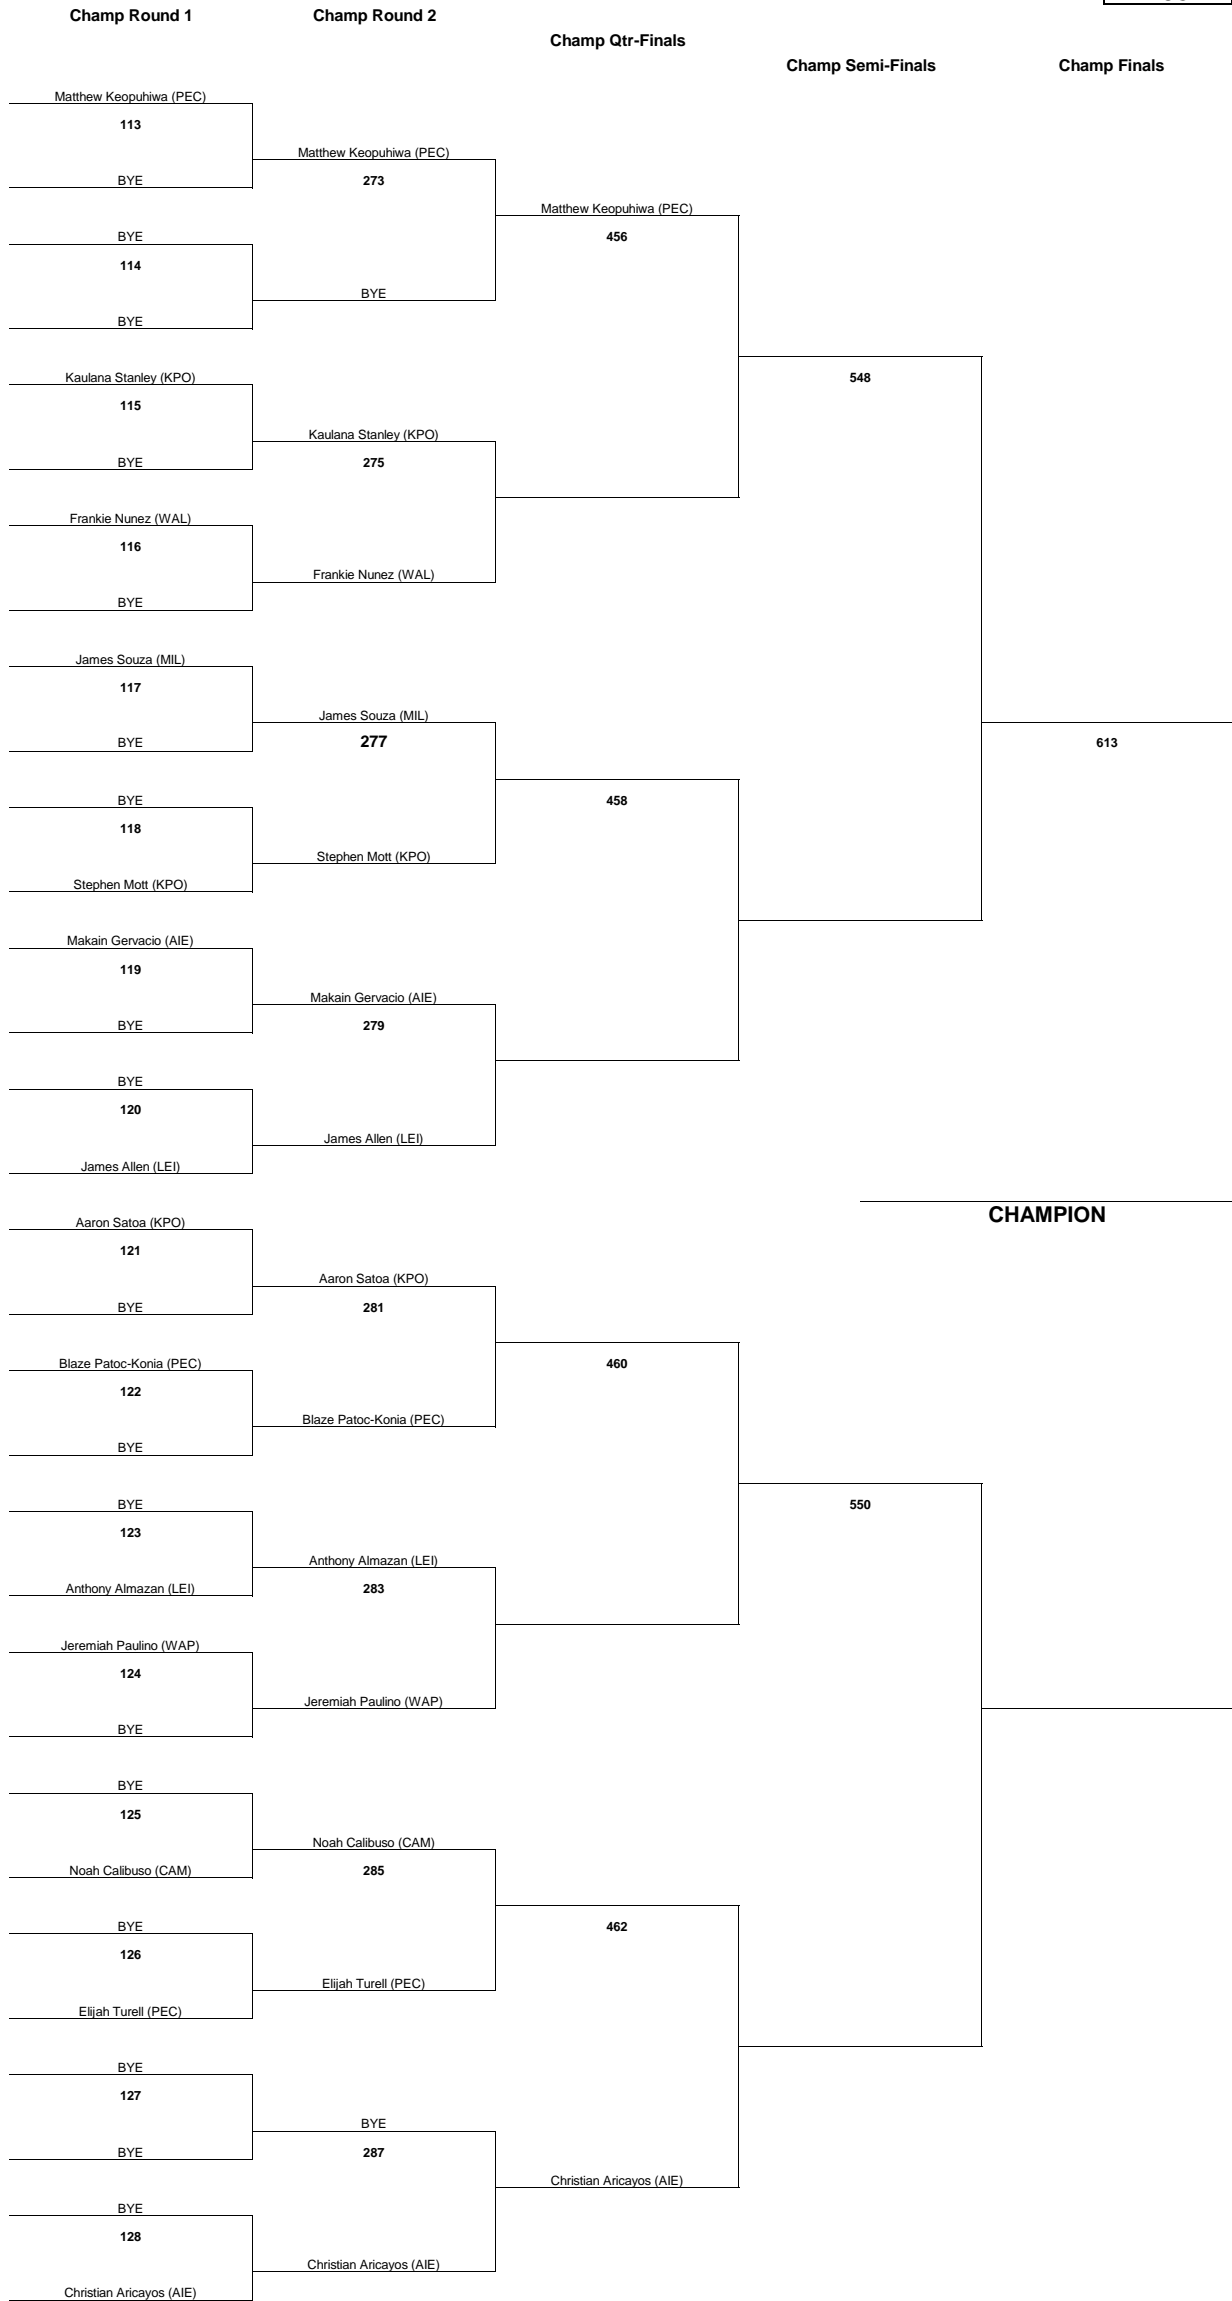 Champ Round 1
Champ Round 2
Champ Qtr-Finals
Champ Semi-Finals
Champ Finals
Matthew Keopuhiwa (PEC)
113
BYE
BYE
114
BYE
Kaulana Stanley (KPO)
115
BYE
Frankie Nunez (WAL)
116
BYE
James Souza (MIL)
117
BYE
BYE
118
Stephen Mott (KPO)
Makain Gervacio (AIE)
119
BYE
BYE
120
James Allen (LEI)
Aaron Satoa (KPO)
121
BYE
Blaze Patoc-Konia (PEC)
122
BYE
BYE
123
Anthony Almazan (LEI)
Jeremiah Paulino (WAP)
124
BYE
BYE
125
Noah Calibuso (CAM)
BYE
126
Elijah Turell (PEC)
BYE
127
BYE
BYE
128
Christian Aricayos (AIE)
Matthew Keopuhiwa (PEC)
273
BYE
Kaulana Stanley (KPO)
275
Frankie Nunez (WAL)
James Souza (MIL)
277
Stephen Mott (KPO)
Makain Gervacio (AIE)
279
James Allen (LEI)
Aaron Satoa (KPO)
281
Blaze Patoc-Konia (PEC)
Anthony Almazan (LEI)
283
Jeremiah Paulino (WAP)
Noah Calibuso (CAM)
285
Elijah Turell (PEC)
BYE
287
Christian Aricayos (AIE)
Matthew Keopuhiwa (PEC)
456
458
460
462
Christian Aricayos (AIE)
548
550
613
CHAMPION